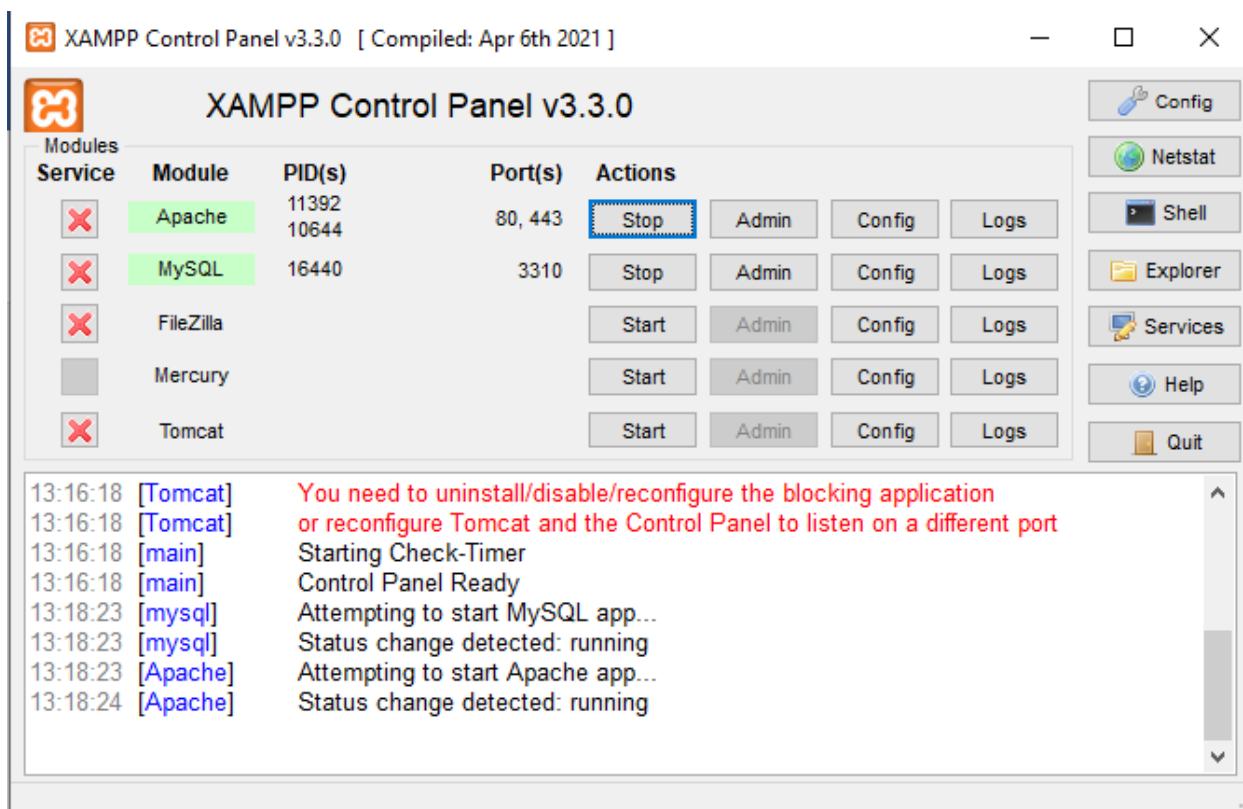 XAMPP Control Panel v3.3.0 [ Compiled: Apr 6th 2021 ]
XAMPP Control Panel v3.3.0
Config
Modules
Netstat
Service Module PID(s) Port(s) Actions
Apache 11392 10644 80, 443 Stop Admin Config Logs
Shell
MySQL 16440 3310 Stop Admin Config Logs
Explorer
FileZilla Start Admin Config Logs
Services
Mercury Start Admin Config Logs
Help
Tomcat Start Admin Config Logs
Quit
13:16:18 [Tomcat] You need to uninstall/disable/reconfigure the blocking application
13:16:18 [Tomcat] or reconfigure Tomcat and the Control Panel to listen on a different port
13:16:18 [main] Starting Check-Timer
13:16:18 [main] Control Panel Ready
13:18:23 [mysql] Attempting to start MySQL app...
13:18:23 [mysql] Status change detected: running
13:18:23 [Apache] Attempting to start Apache app...
13:18:24 [Apache] Status change detected: running